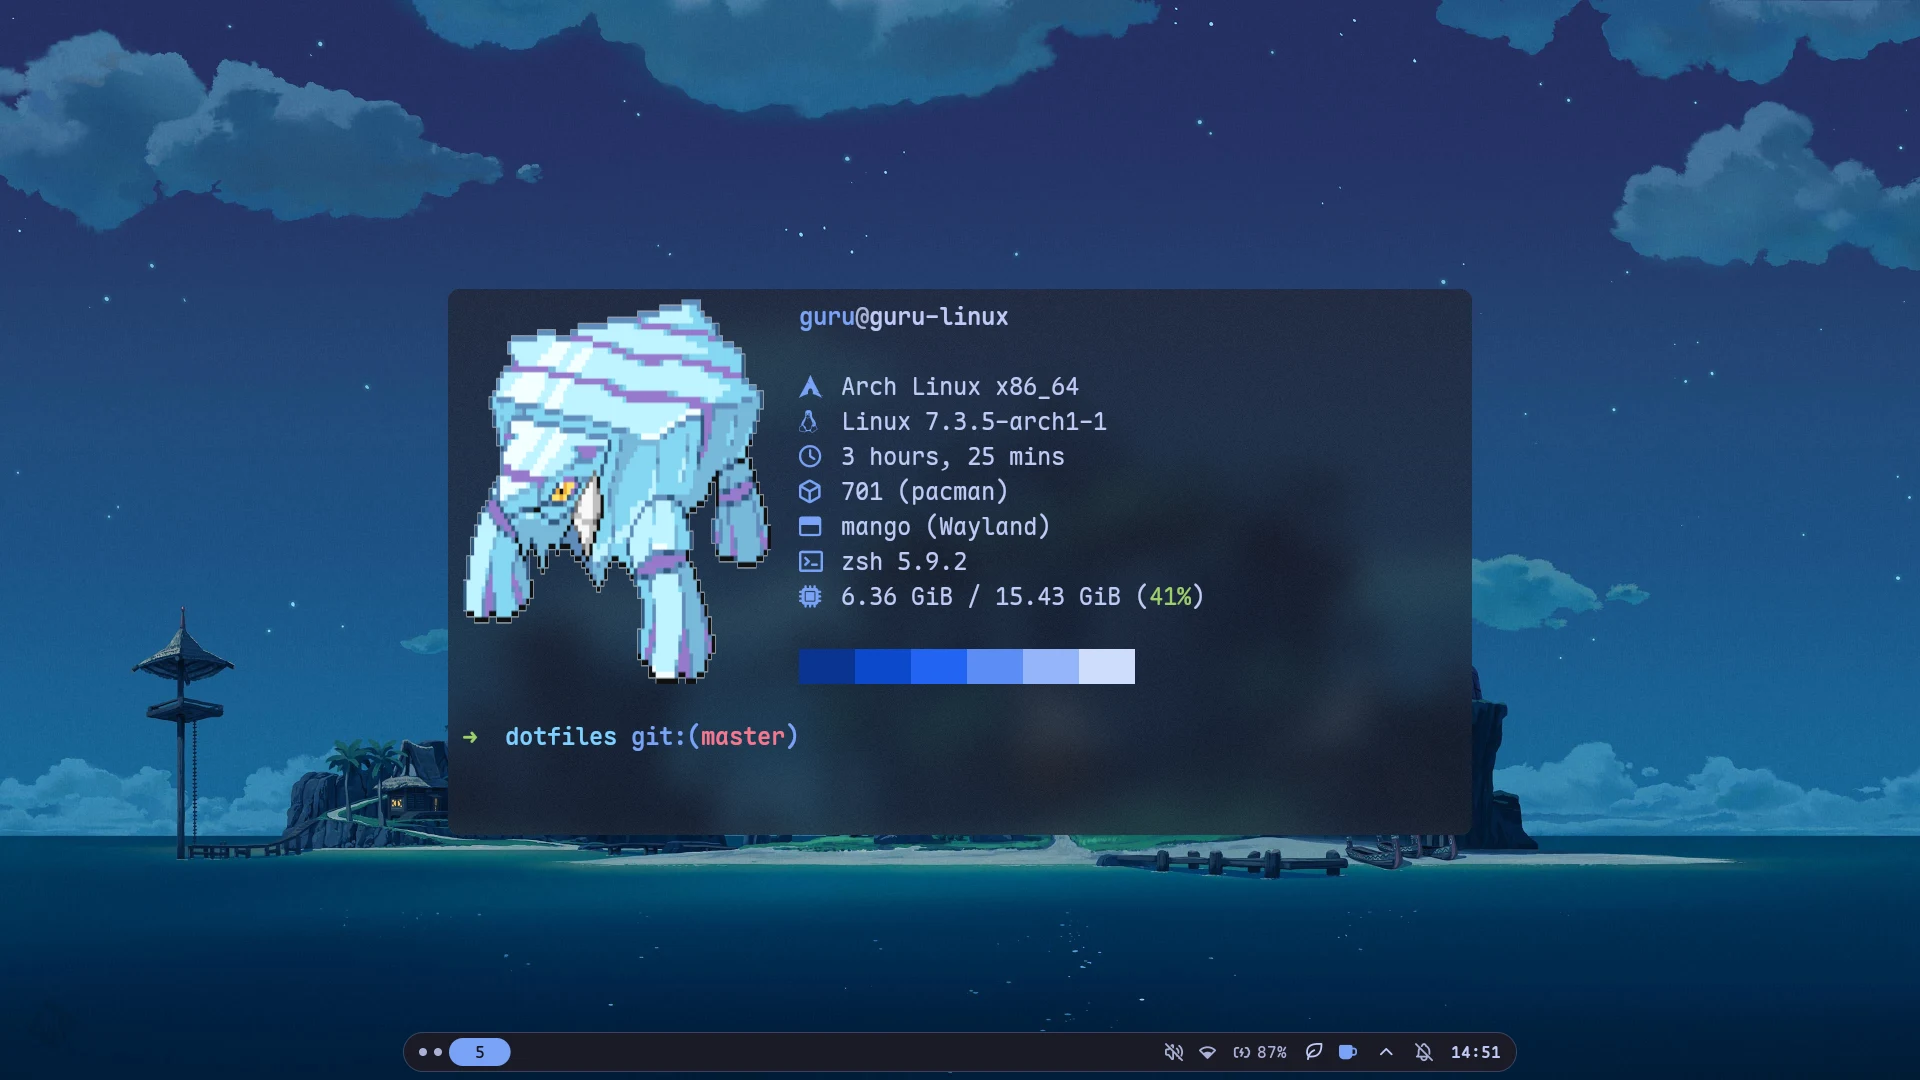 guru@guru-linux
Arch Linux x86_64
Linux 7.3.5-arch1-1
3 hours, 25 mins
701 (pacman)
mango (Wayland)
zsh 5.9.2
6.36 GiB / 15.43 GiB (41%)
➜ dotfiles git:(master)
5 87% 14:51